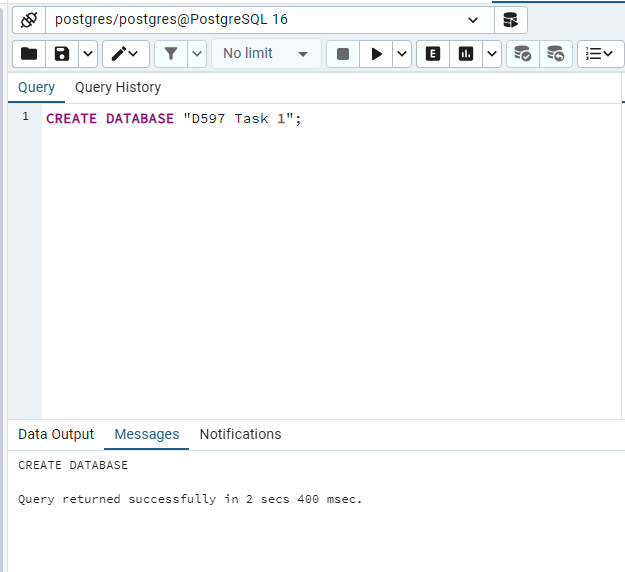 postgres/postgres@PostgreSQL 16
No limit
E
Query Query History
1 CREATE DATABASE "D597 Task 1";
Data Output Messages Notifications
CREATE DATABASE
Query returned successfully in 2 secs 400 msec.